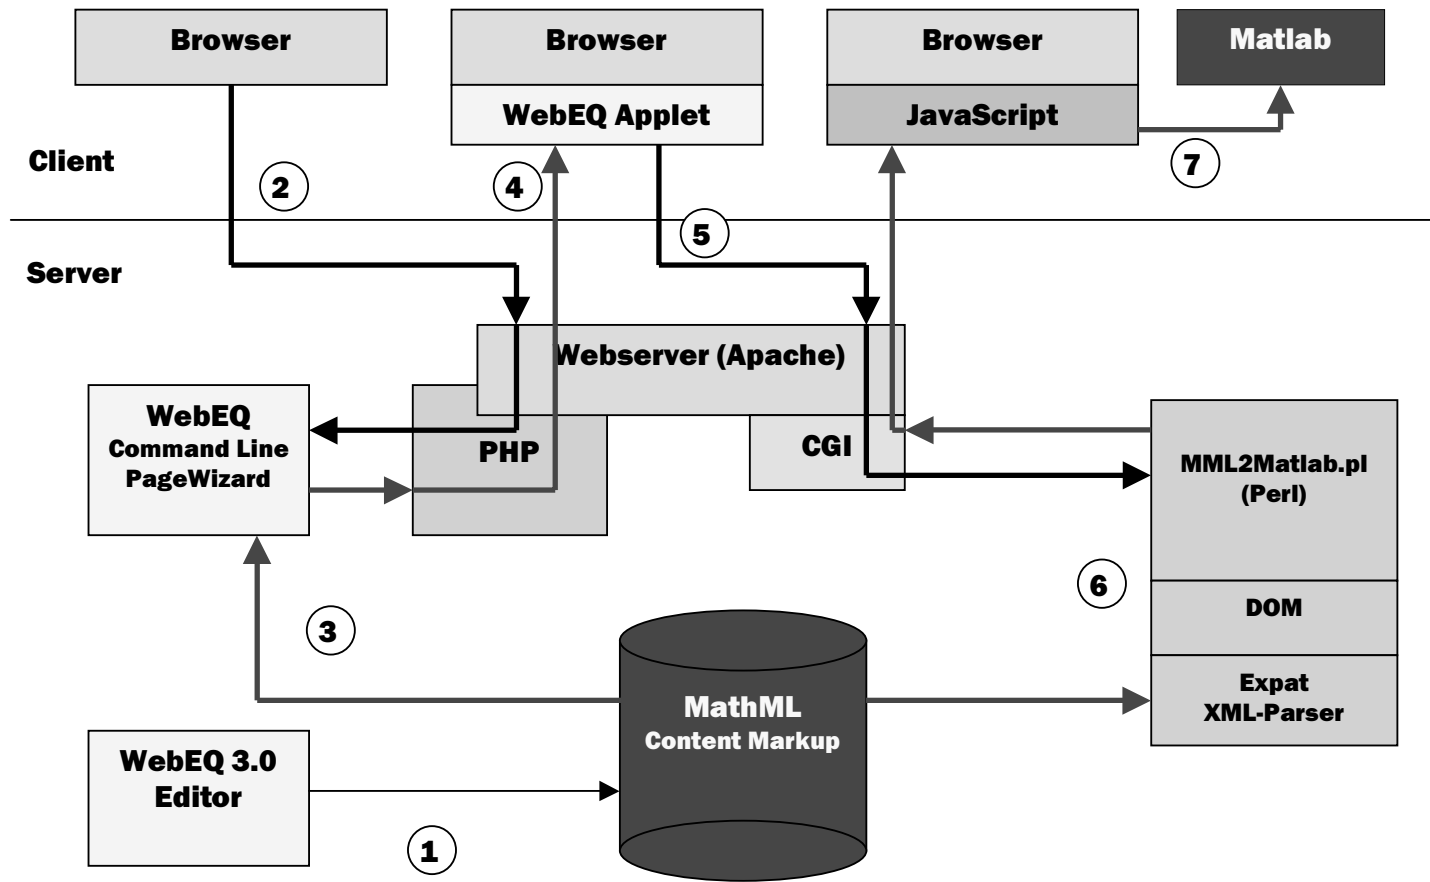 Browser
Browser
Browser
Matlab
WebEQ Applet
JavaScript
Client
2
4
7
5
Server
Webserver (Apache)
WebEQ
Command Line
PageWizard
PHP
CGI
MML2Matlab.pl
(Perl)
6
DOM
3
Expat
XML-Parser
MathML
Content Markup
WebEQ 3.0
Editor
1